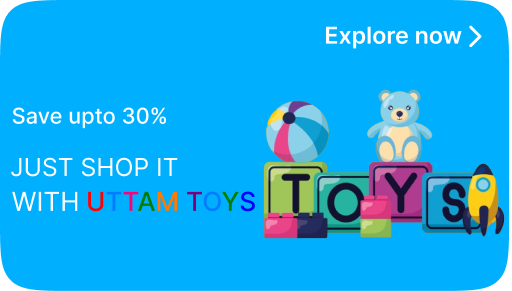 Explore now
Save upto 30%
JUST SHOP IT
WITH UTTAM TOYS
TOYS